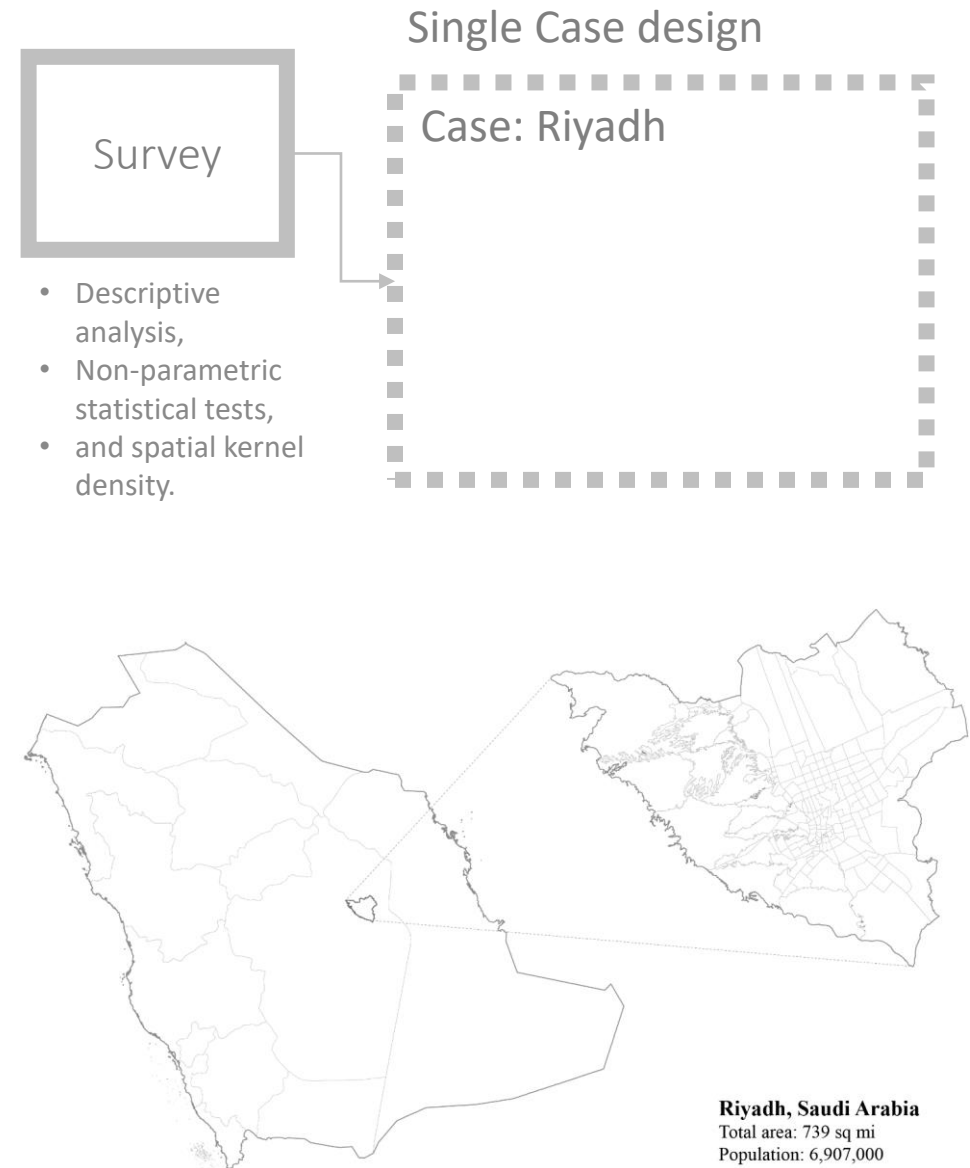 Single Case design
Survey
Case: Riyadh
• Descriptive
analysis,
• Non-parametric
statistical tests,
• and spatial kernel
density.
Riyadh, Saudi Arabia
Total area: 739 sq mi
Population: 6,907,000